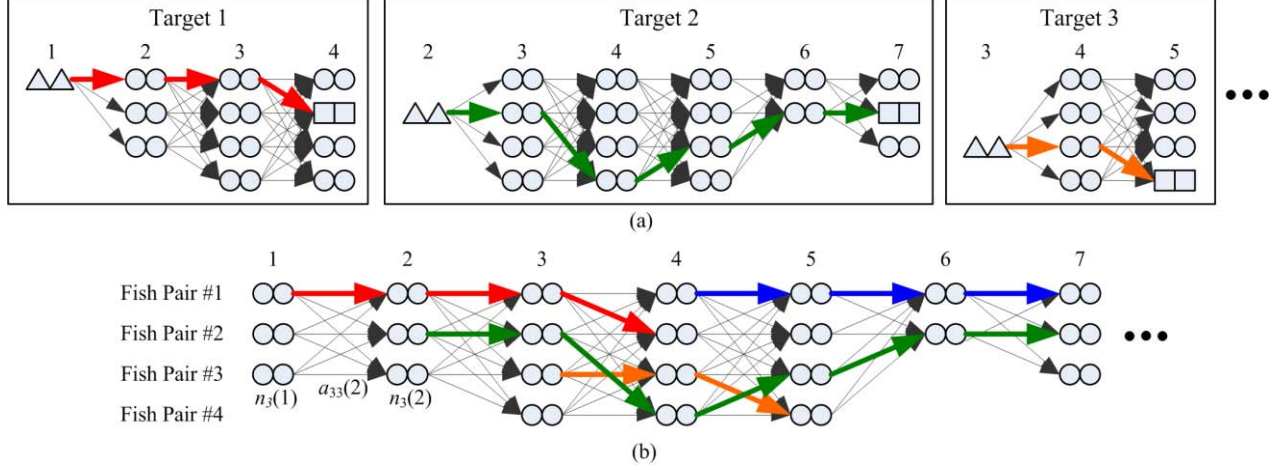 Target 1
Target 2
Target 3
1 2 3 4
2 3 4 5 6 7
3 4 5
•••
(a)
1 2 3 4 5 6 7
Fish Pair #1
Fish Pair #2
•••
Fish Pair #3
n₃(1) a₃₃(2) n₃(2)
Fish Pair #4
(b)